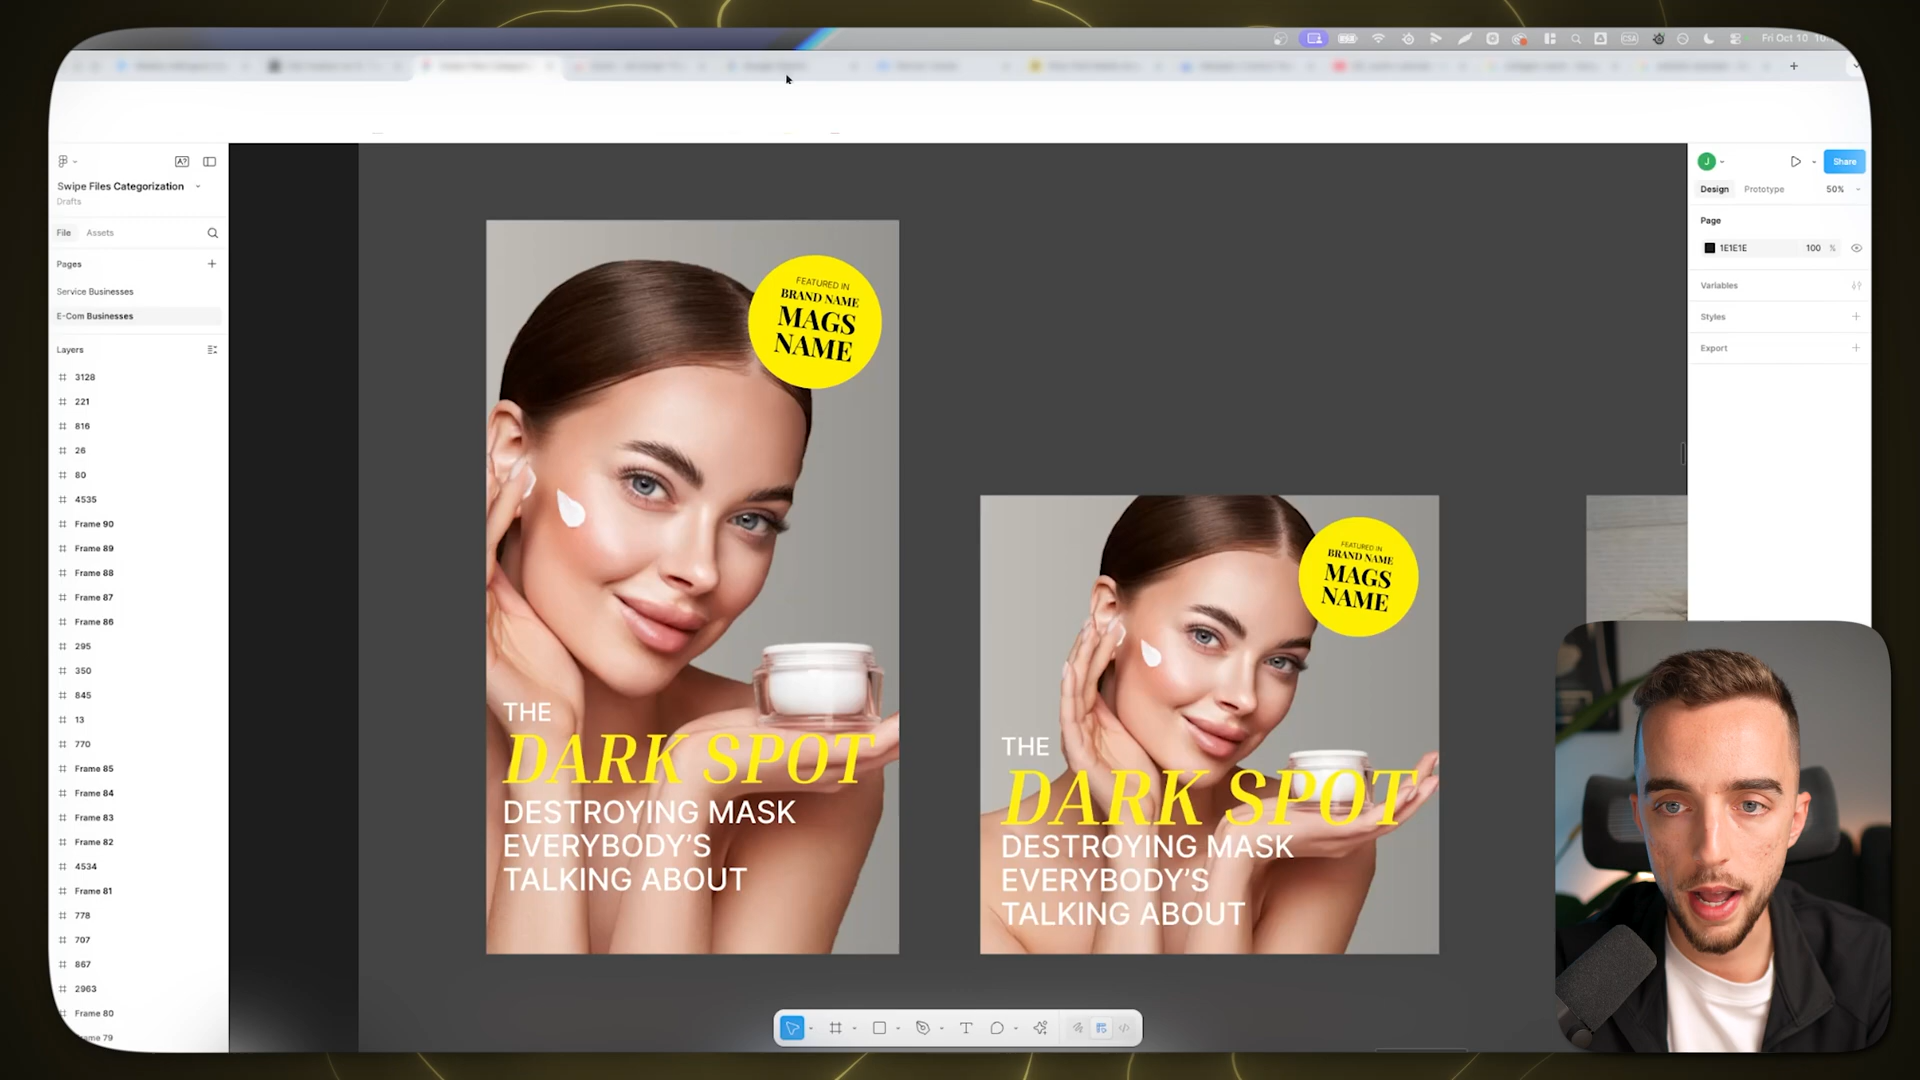 Fri Oct 10
Swipe Files Categorization
Drafts
File Assets
Pages
Service Businesses
E-Com Businesses
Layers
3128
221
816
26
80
4535
Frame 90
Frame 89
Frame 88
Frame 87
Frame 86
295
350
845
13
770
Frame 85
Frame 84
Frame 83
Frame 82
4534
Frame 81
778
707
867
2963
Frame 80
FEATURED IN
BRAND NAME
MAGS
NAME
THE
DARK SPOT
DESTROYING MASK
EVERYBODY'S
TALKING ABOUT
FEATURED IN
BRAND NAME
MAGS
NAME
THE
DARK SPOT
DESTROYING MASK
EVERYBODY'S
TALKING ABOUT
J
Share
Design Prototype 50%
Page
1E1E1E 100 %
Variables
Styles
Export